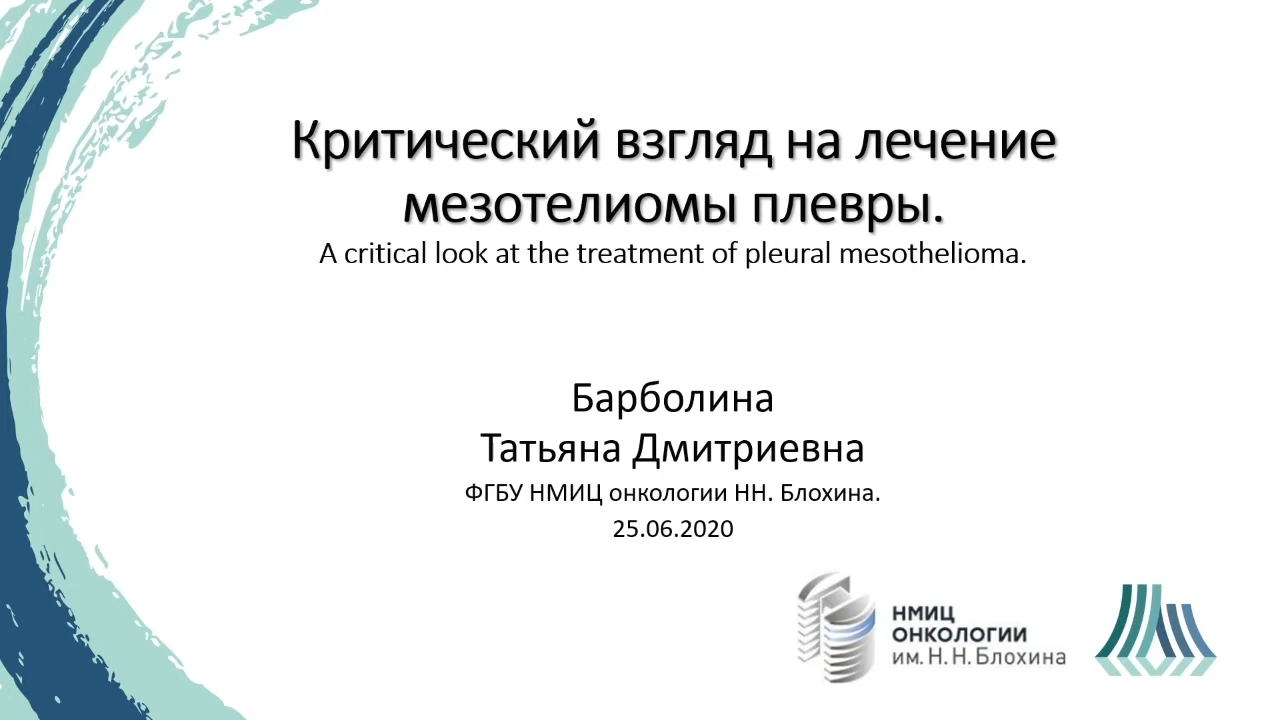 Критический взгляд на лечение
мезотелиомы плевры.
A critical look at the treatment of pleural mesothelioma.
Барболина
Татьяна Дмитриевна
ФГБУ НМИЦ онкологии НН. Блохина.
25.06.2020
НМИЦ
ОНКОЛОГИИ
им. Н. Н. Блохина